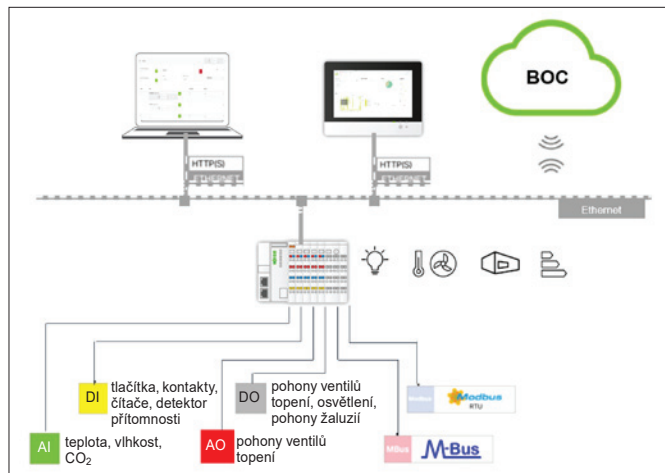 BOC
HTTP(S)
ETHERNET
HTTP(S)
ETHERNET
Ethernet
DI
tlačítka, kontakty,
čítače, detektor
přítomnosti
DO
pohony ventilů
topení, osvětlení,
pohony žaluzií
Modbus
Modbus
RTU
AI
teplota, vlhkost,
CO₂
AO
pohony ventilů
topení
MBus
M-Bus